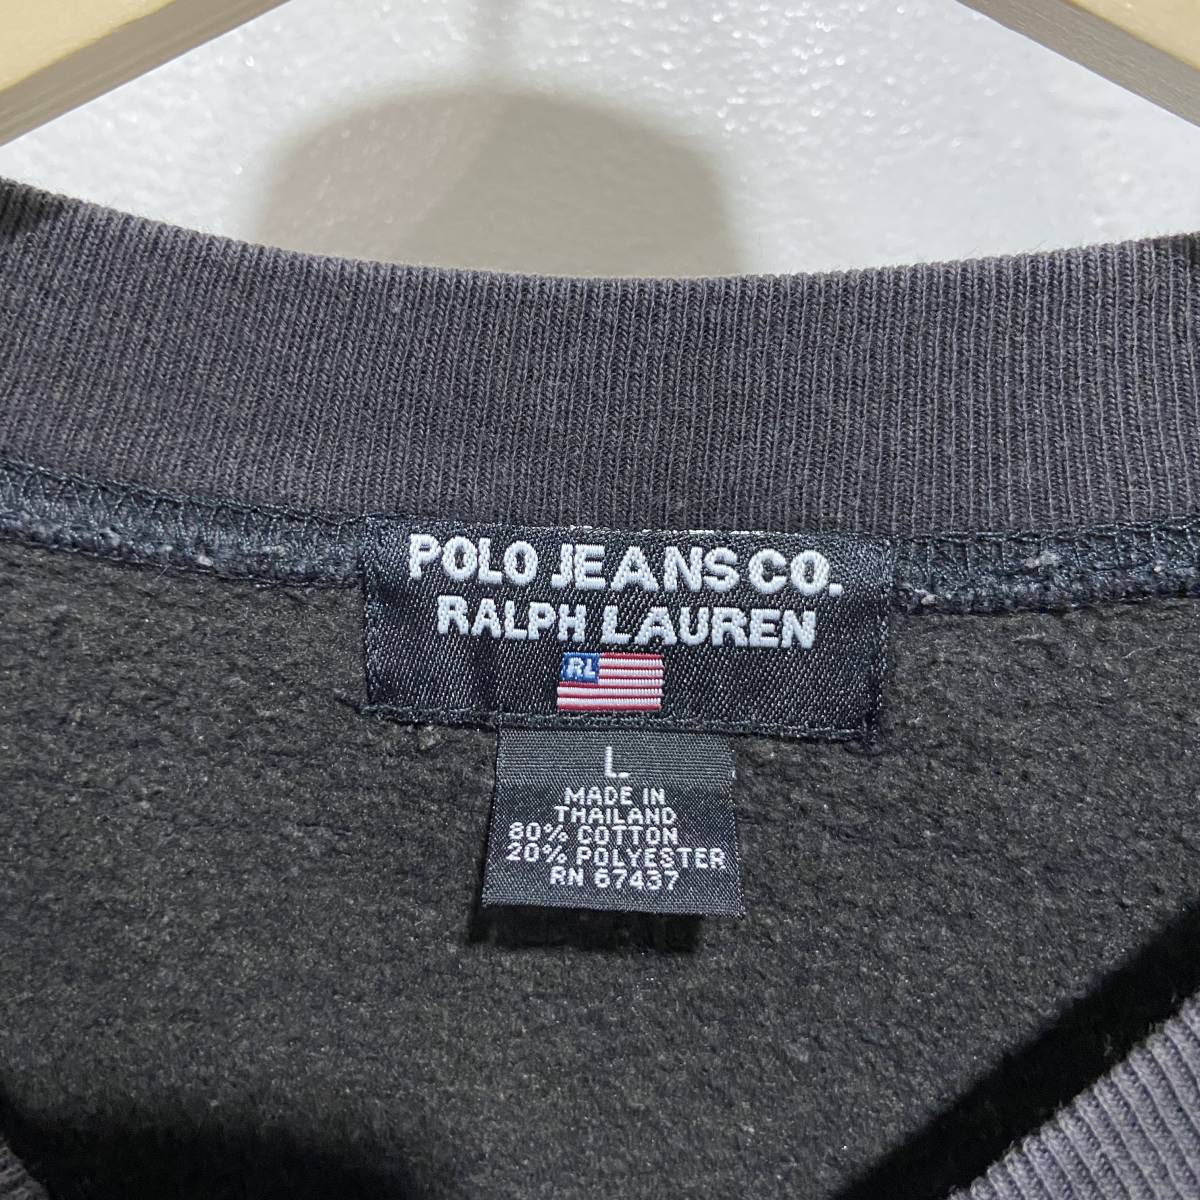 POLO JEANS CO.
RALPH LAUREN
RL
L
MADE IN
THAILAND
80% COTTON
20% POLYESTER
RN 67437